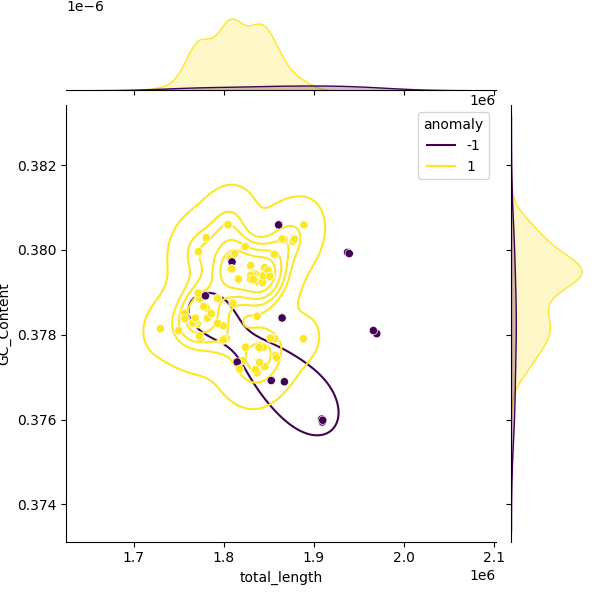 1e−6
1e6
anomaly
-1
1
0.382
0.380
0.378
0.376
0.374
GC_Content
1.7
1.8
1.9
2.0
2.1
total_length
1e6